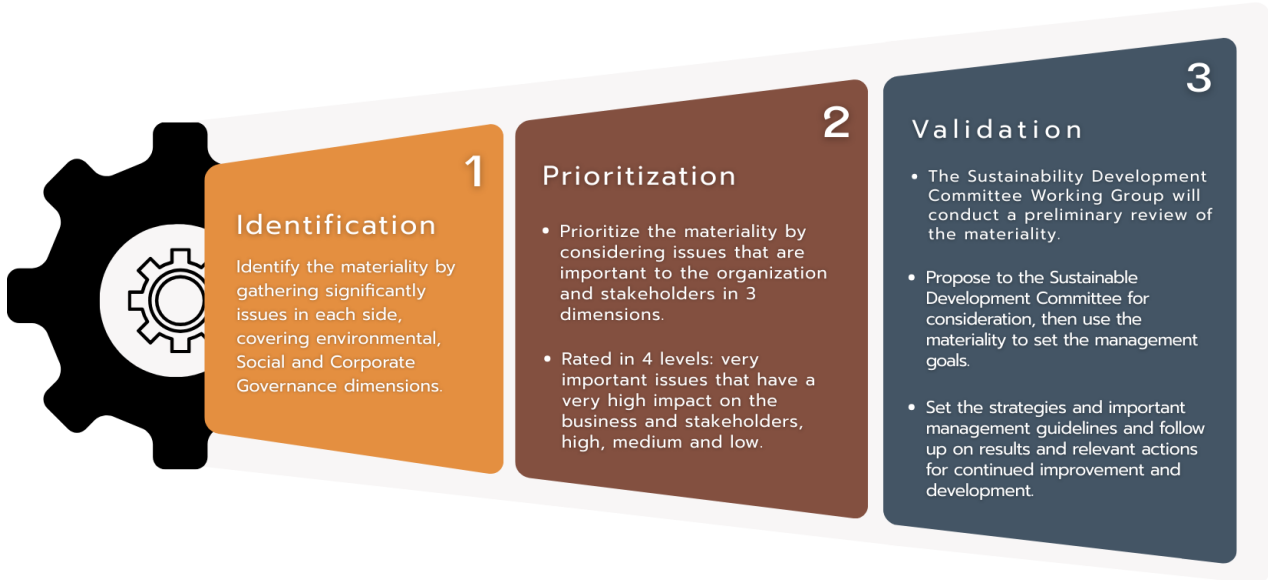 1
Identification
Identify the materiality by
gathering significantly
issues in each side,
covering environmental,
Social and Corporate
Governance dimensions.
2
Prioritization
• Prioritize the materiality by
considering issues that are
important to the organization
and stakeholders in 3
dimensions.
• Rated in 4 levels: very
important issues that have a
very high impact on the
business and stakeholders,
high, medium and low.
3
Validation
• The Sustainability Development
Committee Working Group will
conduct a preliminary review of
the materiality.
• Propose to the Sustainable
Development Committee for
consideration, then use the
materiality to set the management
goals.
• Set the strategies and important
management guidelines and follow
up on results and relevant actions
for continued improvement and
development.